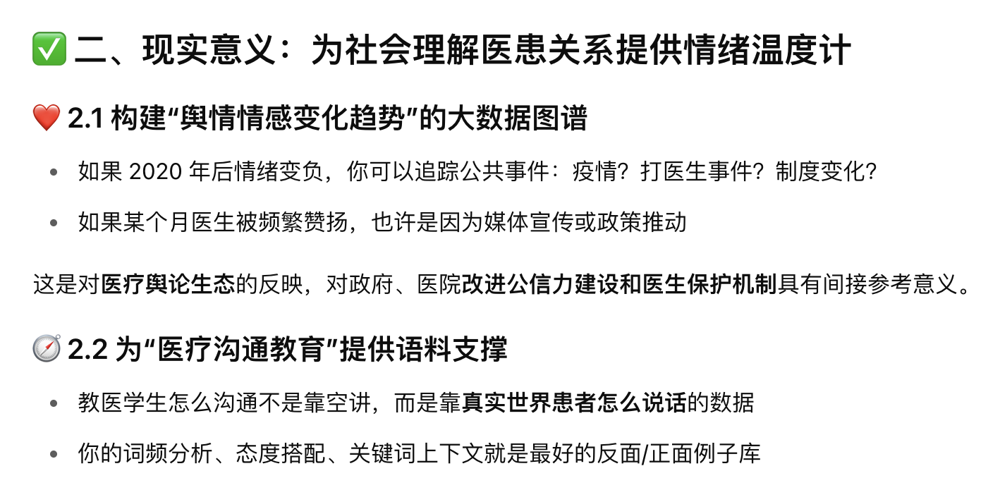 ✅ 二、现实意义：为社会理解医患关系提供情绪温度计
❤️ 2.1 构建“舆情情感变化趋势”的大数据图谱
• 如果 2020 年后情绪变负，你可以追踪公共事件：疫情？打医生事件？制度变化？
• 如果某个月医生被频繁赞扬，也许是因为媒体宣传或政策推动
这是对医疗舆论生态的反映，对政府、医院改进公信力建设和医生保护机制具有间接参考意义。
🧭 2.2 为“医疗沟通教育”提供语料支撑
• 教医学生怎么沟通不是靠空讲，而是靠真实世界患者怎么说话的数据
• 你的词频分析、态度搭配、关键词上下文就是最好的反面/正面例子库